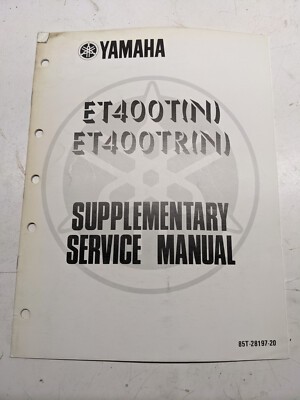 YAMAHA
ET400T(N)
ET400TR(N)
SUPPLEMENTARY
SERVICE MANUAL
85T-28197-20